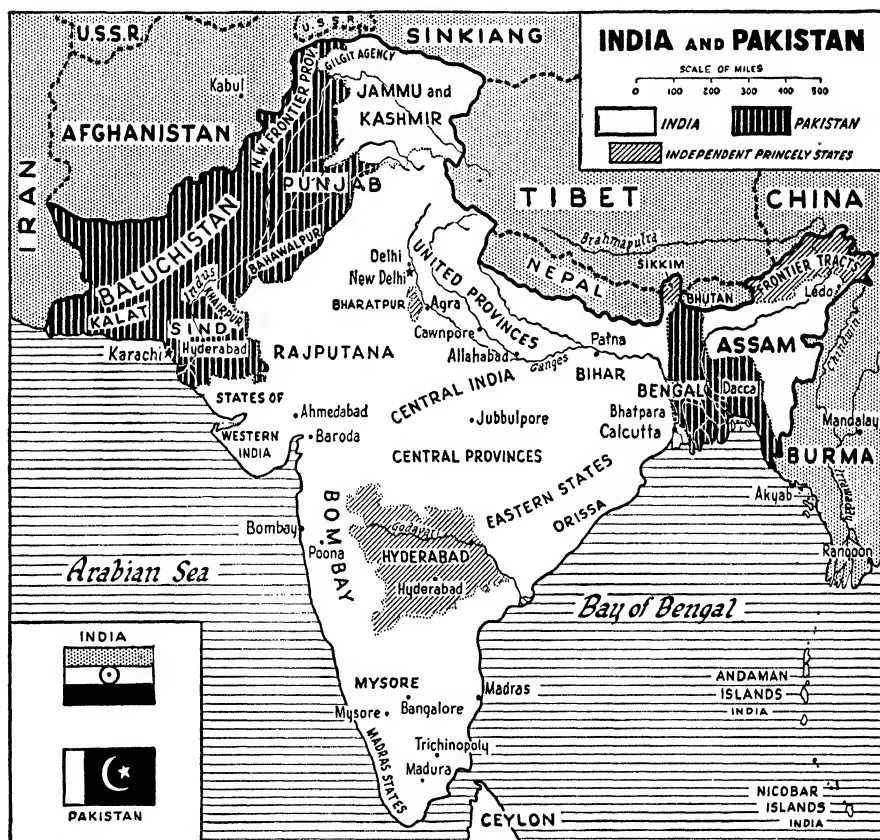 U.S.S.R.
U.S.S.R.
SINKIANG
INDIA AND PAKISTAN
SCALE OF MILES
0 100 200 300 400 500
INDIA
PAKISTAN
INDEPENDENT PRINCELY STATES
GILGIT AGENCY
Kabul
JAMMU and
KASHMIR
N.W. FRONTIER PROV.
AFGHANISTAN
IRAN
PUNJAB
TIBET
CHINA
BALUCHISTAN
BAHAWALPUR
Brahmaputra
SIKKIM
NEPAL
Delhi
New Delhi
UNITED PROVINCES
BHUTAN
FRONTIER TRACTS
Ledo
Indus
KHAIRPUR
KALAT
BHARATPUR
Agra
SIND
Hyderabad
Karachi
RAJPUTANA
Cawnpore
Allahabad
Ganges
Patna
BIHAR
ASSAM
Chindwin
STATES OF
WESTERN
INDIA
Ahmedabad
Baroda
CENTRAL INDIA
Jubbulpore
BENGAL
Dacca
Bhatpara
Calcutta
Mandalay
BURMA
CENTRAL PROVINCES
EASTERN STATES
ORISSA
Akyab
Irrawaddy
Rangoon
BOMBAY
Bombay
Poona
Godavari
HYDERABAD
Hyderabad
Arabian Sea
Bay of Bengal
INDIA
PAKISTAN
MYSORE
Mysore
Bangalore
Madras
MADRAS STATES
Trichinopoly
Madura
CEYLON
ANDAMAN
ISLANDS
INDIA
NICOBAR
ISLANDS
INDIA